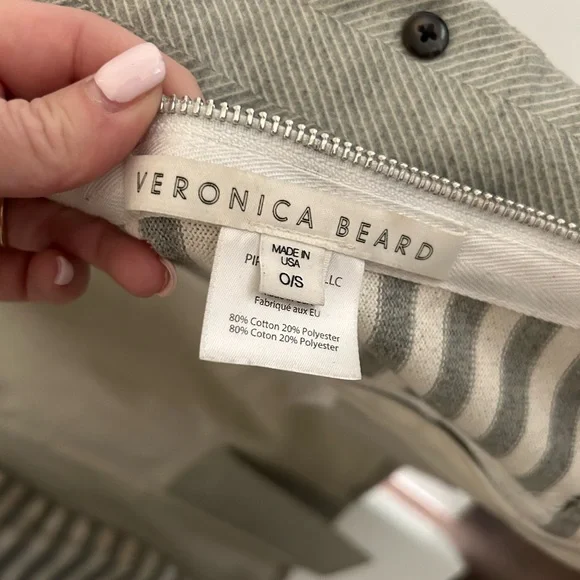 VERONICA BEARD
MADE IN
USA
O/S
LLC
Fabriqué aux EU
80% Cotton 20% Polyester
80% Coton 20% Polyester